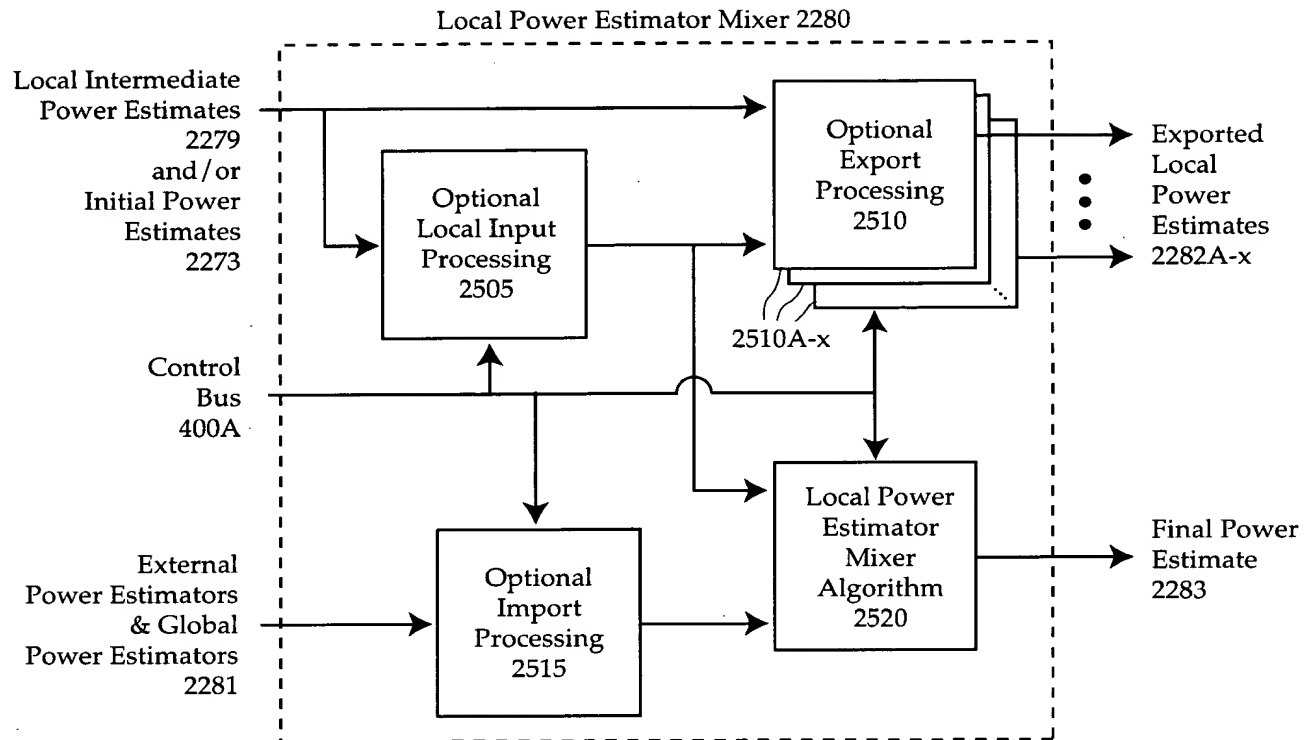 Local Power Estimator Mixer 2280
Local Intermediate
Power Estimates
2279
and/or
Initial Power
Estimates
2273
Optional
Local Input
Processing
2505
Optional
Export
Processing
2510
2510A-x
Exported
Local
Power
Estimates
2282A-x
Control
Bus
400A
External
Power Estimators
& Global
Power Estimators
2281
Optional
Import
Processing
2515
Local Power
Estimator
Mixer
Algorithm
2520
Final Power
Estimate
2283